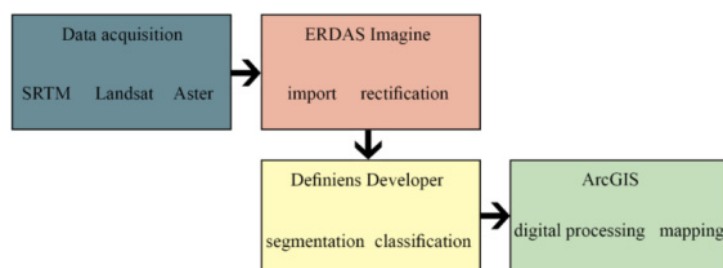 Data acquisition
SRTM Landsat Aster
ERDAS Imagine
import rectification
Definiens Developer
segmentation classification
ArcGIS
digital processing mapping